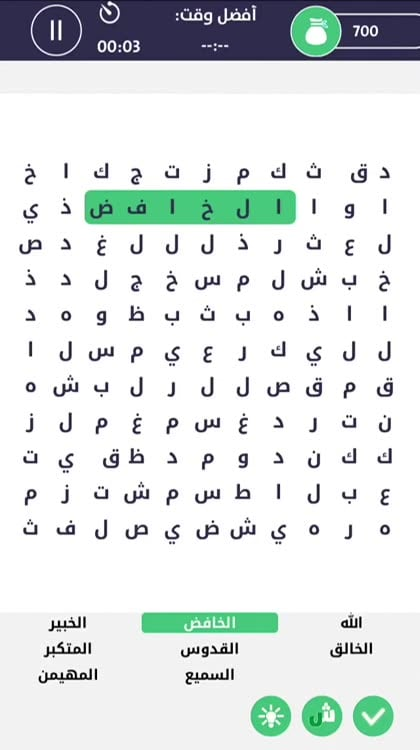 أفضل وقت:
--:--
00:03
700
د ق ث ك م ز ت ج ك ا خ
ا و ا ا ل خ ا ف ض ذ ي
ل ع ث ر ذ ل ل ل غ د ص
خ ب ش ل م س خ ج ل د ذ
ا ا ذ ه ب ث ب ظ و ه د
ل ل ي ك ر ع ي م س ل ا
ق م ق ص ل ل ر ل ب ش ه
ن ت ر د غ س م غ م ل ز
ك ك ن د و م د ظ ق ي ت
ع ب ل ا ط س م ش ت ز م
ه ر ه ي ش ض ي ص ل ف ث
الله الخافض الخبير
الخالق القدوس المتكبر
السميع المهيمن
ش